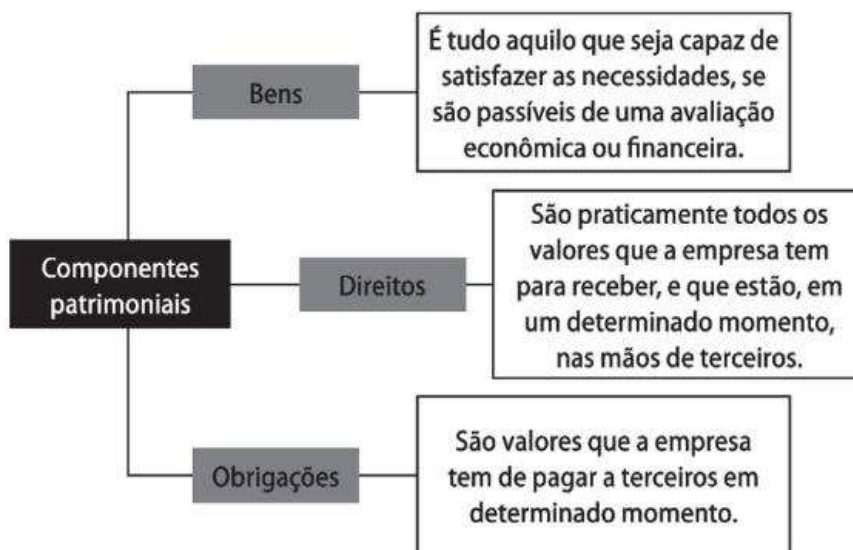 Componentes
patrimoniais
Bens
É tudo aquilo que seja capaz de
satisfazer as necessidades, se
são passíveis de uma avaliação
econômica ou financeira.
Direitos
São praticamente todos os
valores que a empresa tem
para receber, e que estão, em
um determinado momento,
nas mãos de terceiros.
Obrigações
São valores que a empresa
tem de pagar a terceiros em
determinado momento.